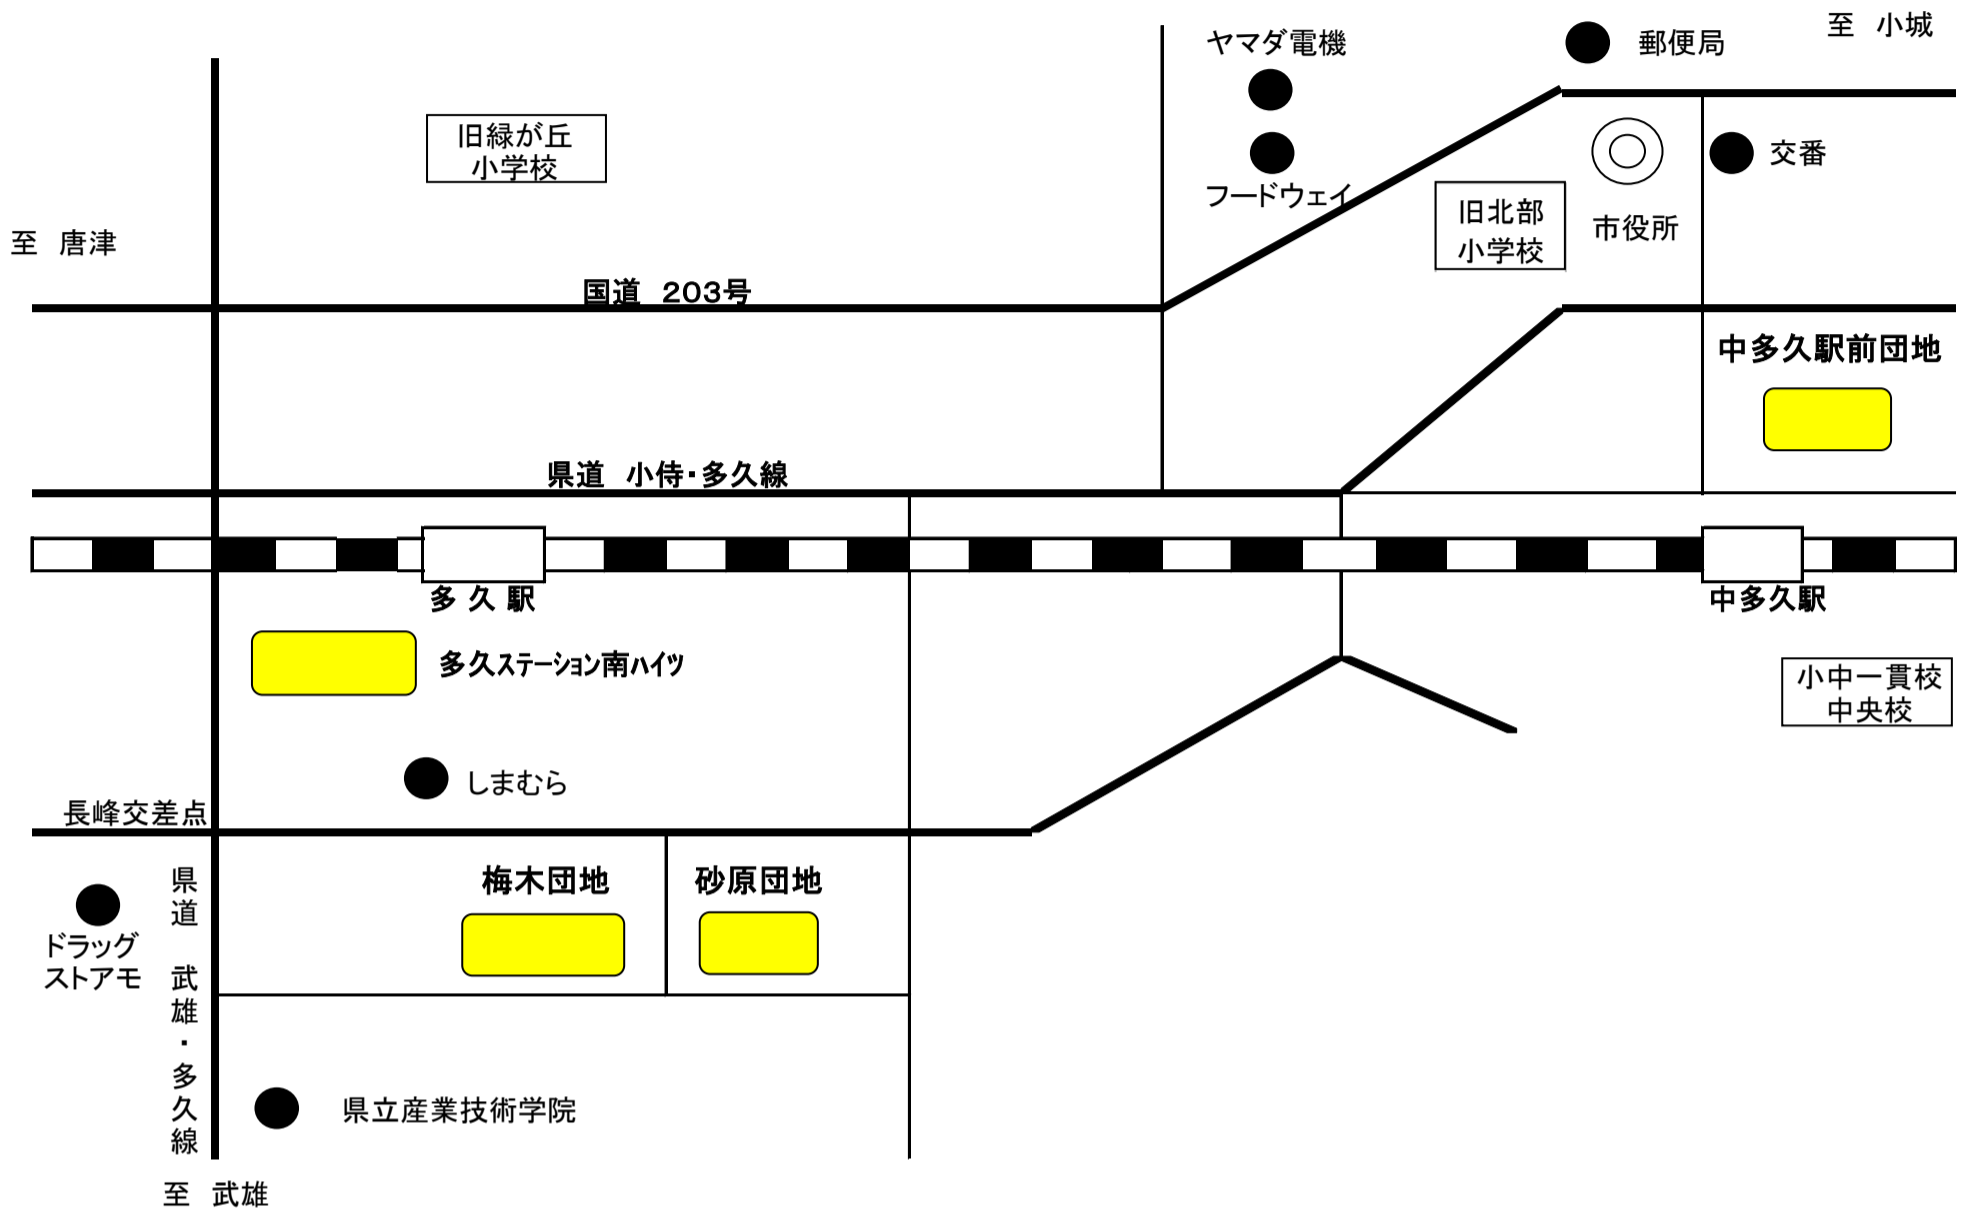 至　小城
ヤマダ電機
郵便局
旧緑が丘
小学校
交番
フードウェイ
旧北部
小学校
市役所
至　唐津
国道　203号
中多久駅前団地
県道　小侍・多久線
多 久 駅
中多久駅
多久ステーション南ハイツ
小中一貫校
中央校
しまむら
長峰交差点
梅木団地
砂原団地
ドラッグ
ストアモ
県道　武雄・多久線
県立産業技術学院
至　武雄